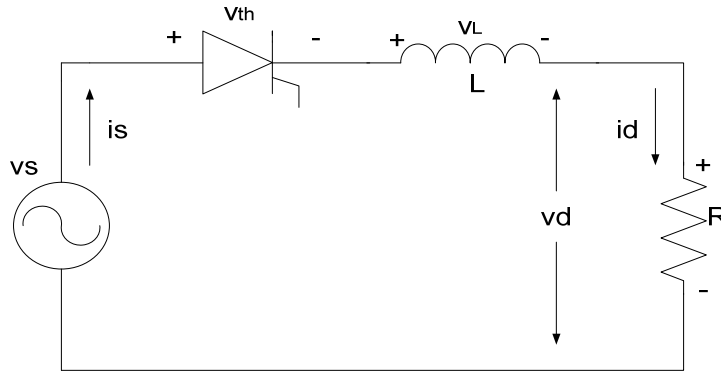 vth
+ - + vL -
L
is id
vs +
vd R
-